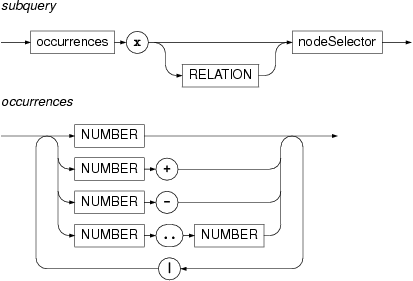 subquery
occurrences x nodeSelector
RELATION
occurrences
NUMBER
NUMBER +
NUMBER -
NUMBER .. NUMBER
|